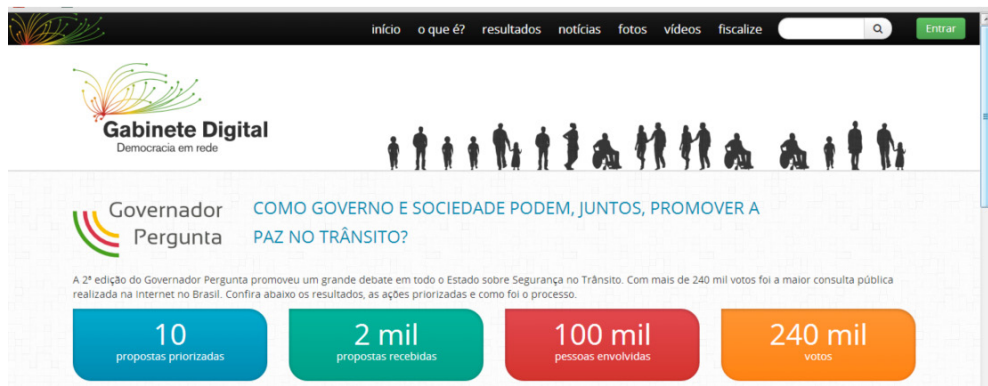 início o que é? resultados notícias fotos vídeos fiscalize Entrar
Gabinete Digital
Democracia em rede
Governador
Pergunta
COMO GOVERNO E SOCIEDADE PODEM, JUNTOS, PROMOVER A
PAZ NO TRÂNSITO?
A 2ª edição do Governador Pergunta promoveu um grande debate em todo o Estado sobre Segurança no Trânsito. Com mais de 240 mil votos foi a maior consulta pública
realizada na Internet no Brasil. Confira abaixo os resultados, as ações priorizadas e como foi o processo.
10
propostas priorizadas
2 mil
propostas recebidas
100 mil
pessoas envolvidas
240 mil
votos